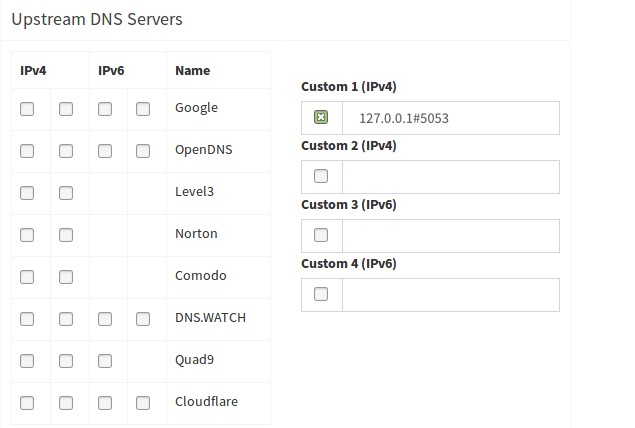 Upstream DNS Servers
IPv4 IPv6 Name
Google
OpenDNS
Level3
Norton
Comodo
DNS.WATCH
Quad9
Cloudflare
Custom 1 (IPv4)
127.0.0.1#5053
Custom 2 (IPv4)
Custom 3 (IPv6)
Custom 4 (IPv6)